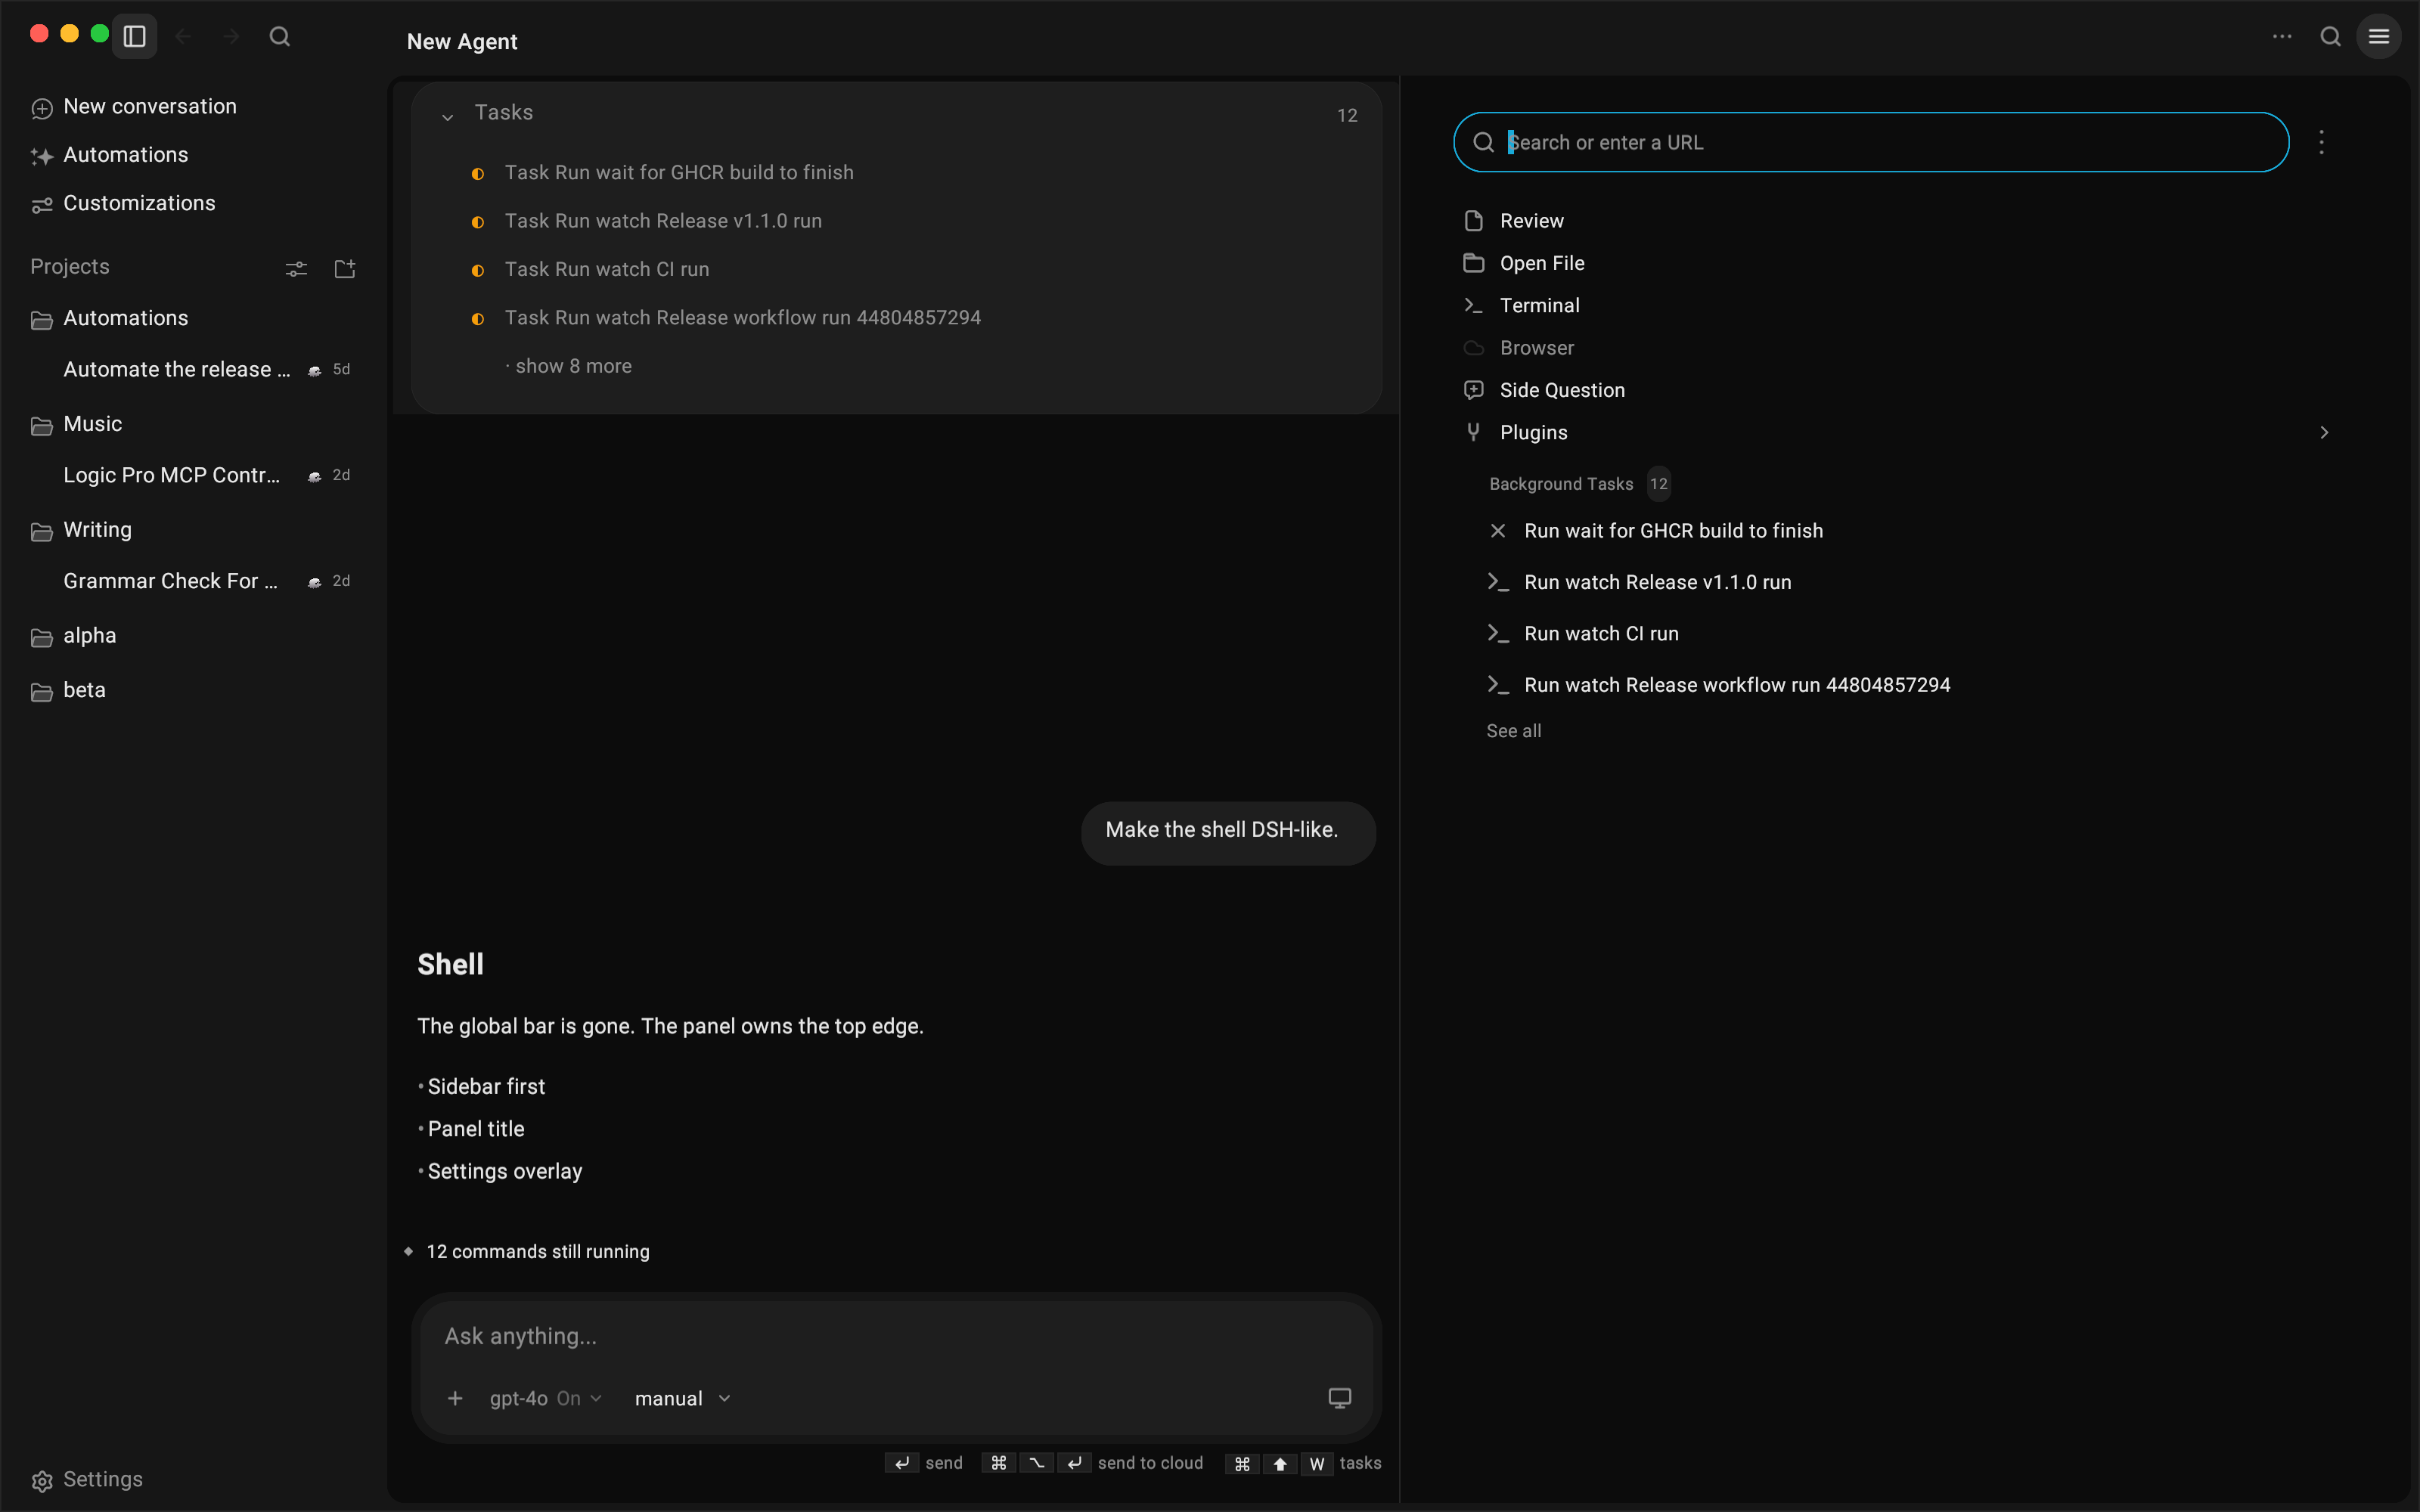 New Agent
New conversation
Automations
Customizations
Projects
Automations
Automate the release ... 5d
Music
Logic Pro MCP Contr... 2d
Writing
Grammar Check For ... 2d
alpha
beta
Settings
Tasks 12
Task Run wait for GHCR build to finish
Task Run watch Release v1.1.0 run
Task Run watch CI run
Task Run watch Release workflow run 44804857294
· show 8 more
Make the shell DSH-like.
Shell
The global bar is gone. The panel owns the top edge.
• Sidebar first
• Panel title
• Settings overlay
12 commands still running
Ask anything...
gpt-4o On manual
send ⌘ ⌥ send to cloud ⌘ W tasks
Search or enter a URL
Review
Open File
Terminal
Browser
Side Question
Plugins
Background Tasks 12
Run wait for GHCR build to finish
Run watch Release v1.1.0 run
Run watch CI run
Run watch Release workflow run 44804857294
See all